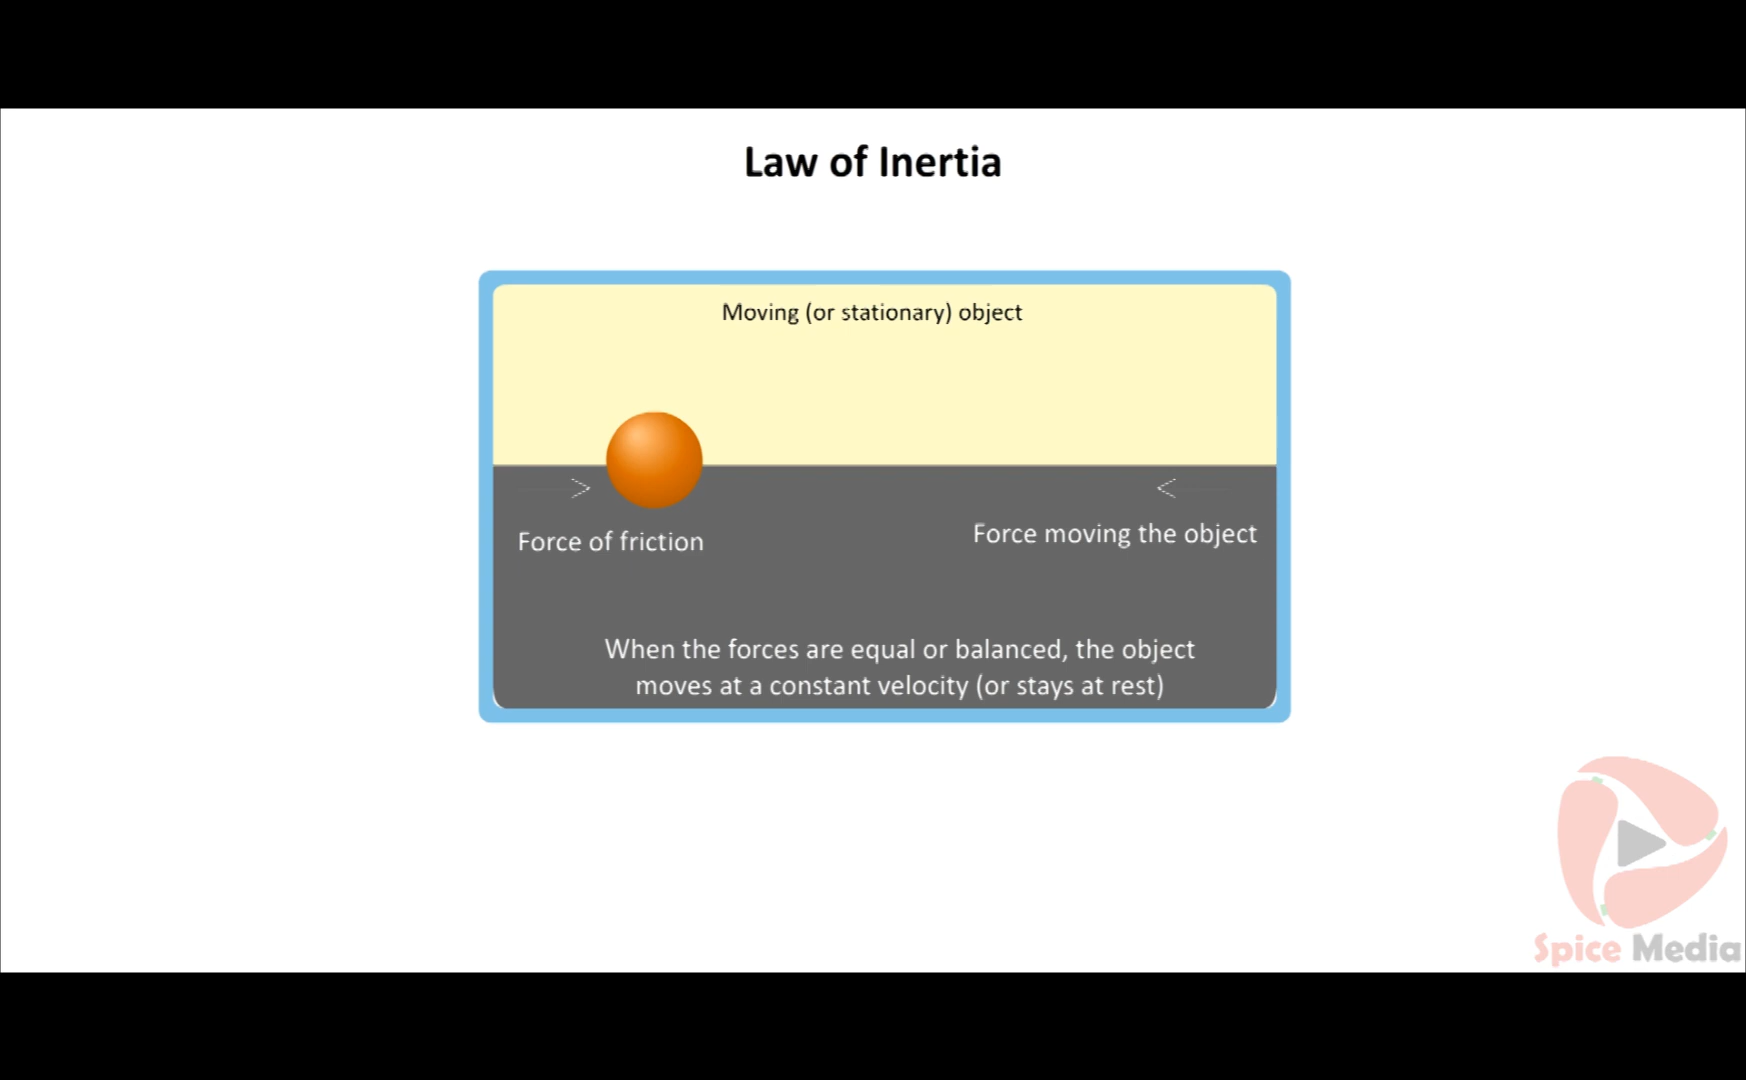 Law of Inertia
Moving (or stationary) object
Force of friction
Force moving the object
When the forces are equal or balanced, the object
moves at a constant velocity (or stays at rest)
Spice Media